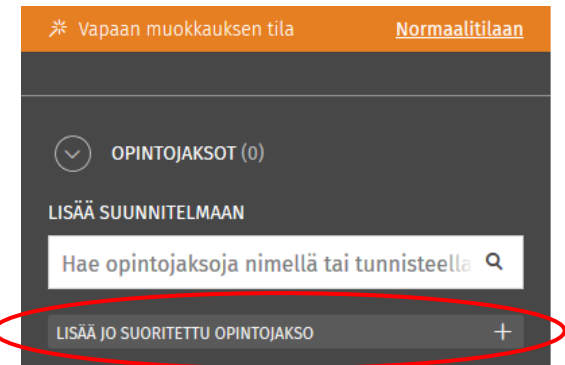 Vapaan muokkauksen tila Normaalitilaan
OPINTOJAKSOT (0)
LISÄÄ SUUNNITELMAAN
Hae opintojaksoja nimellä tai tunnisteella
LISÄÄ JO SUORITETTU OPINTOJAKSO